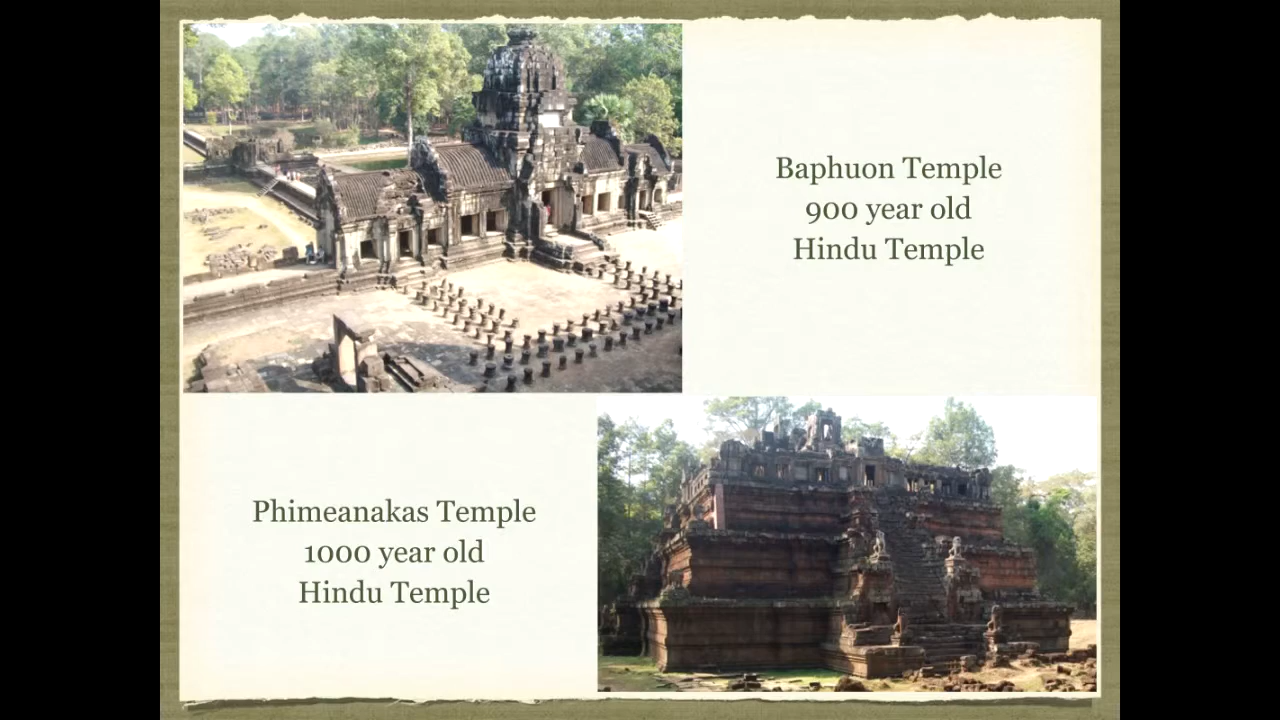 Baphuon Temple
900 year old
Hindu Temple
Phimeanakas Temple
1000 year old
Hindu Temple